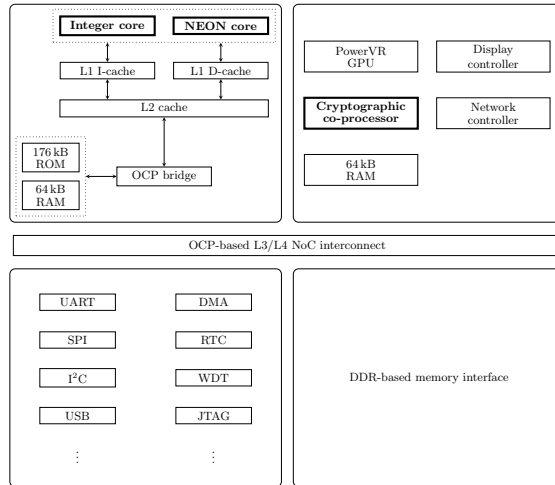 Integer core
NEON core
L1 I-cache
L1 D-cache
L2 cache
176 kB
ROM
64 kB
RAM
OCP bridge
PowerVR
GPU
Display
controller
Cryptographic
co-processor
Network
controller
64 kB
RAM
OCP-based L3/L4 NoC interconnect
UART
DMA
SPI
RTC
I²C
WDT
USB
JTAG
⋮
⋮
DDR-based memory interface